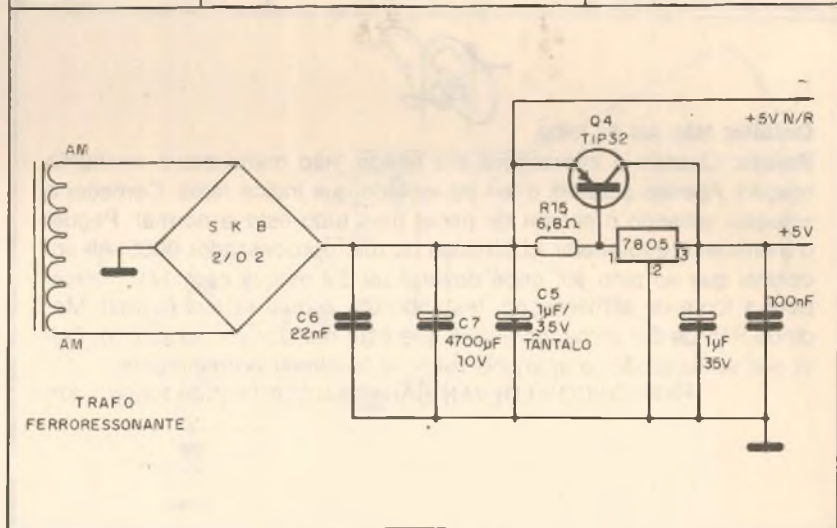 +5V N/R
Q4
TIP32
AM
R15
6,8Ω
SKB
2/02
7805
1
2
3
+5V
C6
22nF
C7
4700µF
10V
C5
1µF/
35V
TÂNTALO
1µF
35V
100nF
AM
TRAFO
FERRORESSONANTE